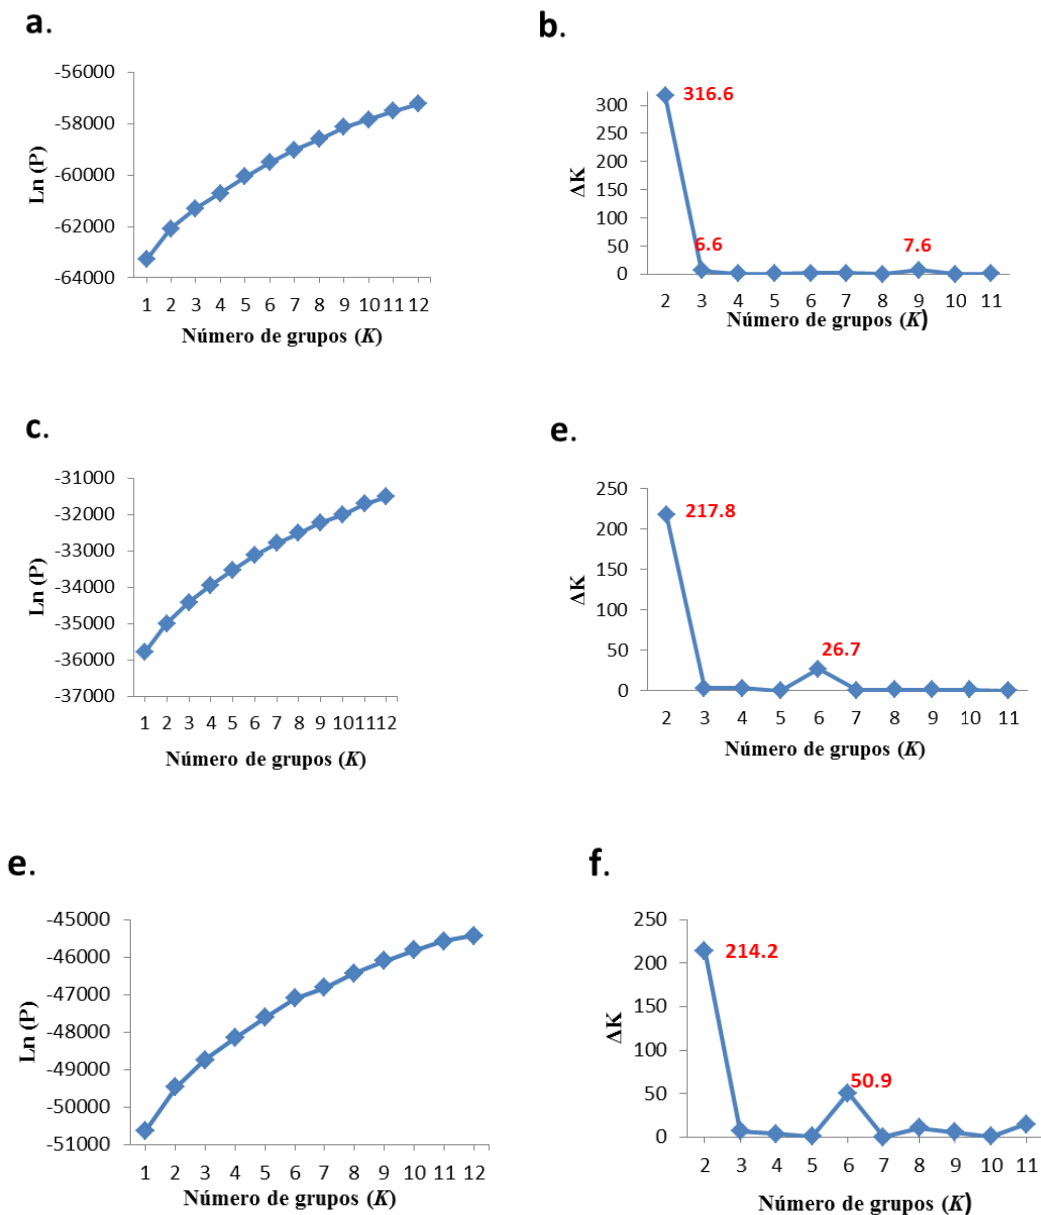 a.
-56000
-58000
-60000
-62000
-64000
Ln (P)
1 2 3 4 5 6 7 8 9 10 11 12
Número de grupos (K)
b.
300
250
200
150
100
50
0
ΔK
316.6
6.6
7.6
2 3 4 5 6 7 8 9 10 11
Número de grupos (K)
c.
-31000
-32000
-33000
-34000
-35000
-36000
-37000
Ln (P)
1 2 3 4 5 6 7 8 9 10 11 12
Número de grupos (K)
e.
250
200
150
100
50
0
ΔK
217.8
26.7
2 3 4 5 6 7 8 9 10 11
Número de grupos (K)
e.
-45000
-46000
-47000
-48000
-49000
-50000
-51000
Ln (P)
1 2 3 4 5 6 7 8 9 10 11 12
Número de grupos (K)
f.
250
200
150
100
50
0
ΔK
214.2
50.9
2 3 4 5 6 7 8 9 10 11
Número de grupos (K)